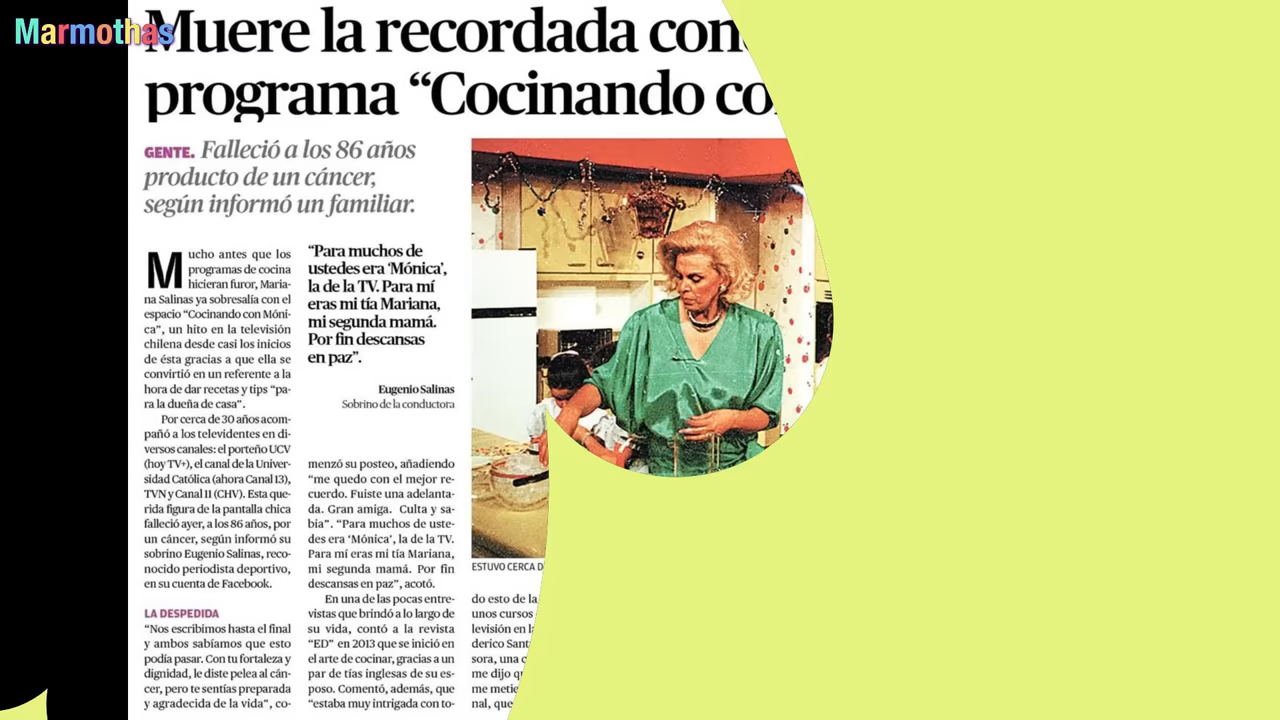 Marmothas
Muere la recordada
programa “Cocinando
GENTE. Falleció a los 86 años
producto de un cáncer,
según informó un familiar.
Mucho antes que los
programas de cocina
hicieran furor, Maria-
na Salinas ya sobresalía con el
espacio “Cocinando con Móni-
ca”, un hito en la televisión
chilena desde casi los inicios
de ésta gracias a que ella se
convirtió en un referente a la
hora de dar recetas y tips “pa-
ra la dueña de casa”.
Por cerca de 30 años acom-
pañó a los televidentes en di-
versos canales: el porteño UCV
(hoy TV+), el canal de la Univer-
sidad Católica (ahora Canal 13),
TVN y Canal 11 (CHV). Esta que-
rida figura de la pantalla chica
falleció ayer, a los 86 años, por
un cáncer, según informó su
sobrino Eugenio Salinas, reco-
nocido periodista deportivo,
en su cuenta de Facebook.
LA DESPEDIDA
“Nos escribimos hasta el final
y ambos sabíamos que esto
podía pasar. Con tu fortaleza y
dignidad, le diste pelea al cán-
cer, pero te sentías preparada
y agradecida de la vida”, co-
“Para muchos de
ustedes era ‘Mónica’,
la de la TV. Para mí
eras mi tía Mariana,
mi segunda mamá.
Por fin descansas
en paz”.
Eugenio Salinas
Sobrino de la conductora
menzó su posteo, añadiendo
“me quedo con el mejor re-
cuerdo. Fuiste una adelanta-
da. Gran amiga. Culta y sa-
bia”. “Para muchos de uste-
des era ‘Mónica’, la de la TV.
Para mí eras mi tía Mariana,
mi segunda mamá. Por fin
descansas en paz”, acotó.
En una de las pocas entre-
vistas que brindó a lo largo de
su vida, contó a la revista
“ED” en 2013 que se inició en
el arte de cocinar, gracias a un
par de tías inglesas de su es-
poso. Comentó, además, que
“estaba muy intrigada con to-
ESTUVO CERCA
do esto de la
unos cursos
levisión en la
derico
sora, una
me dijo
me
nal, que